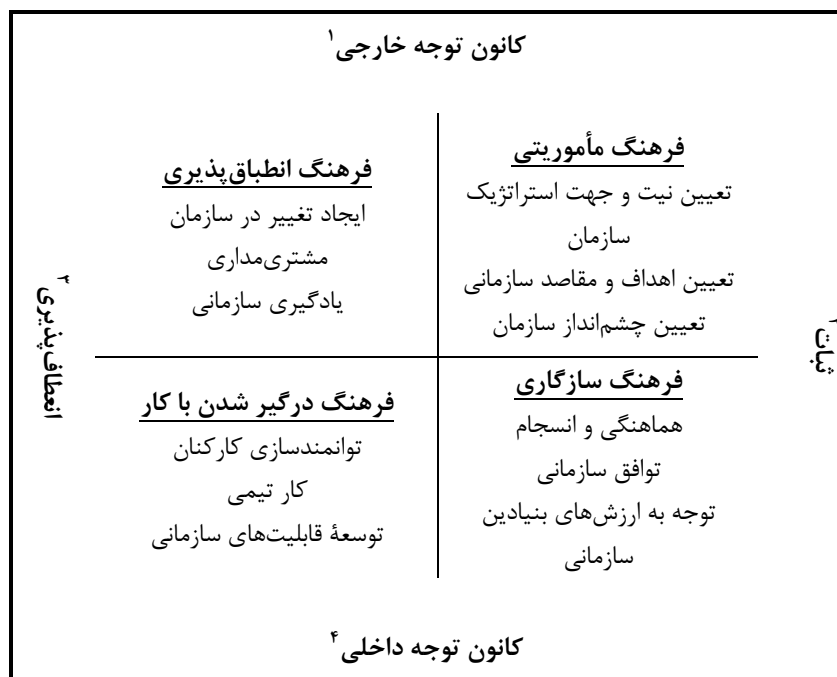 کانون توجه خارجی۱
فرهنگ مأموریتی
تعیین نیت و جهت استراتژیک
سازمان
تعیین اهداف و مقاصد سازمانی
تعیین چشم‌انداز سازمان
فرهنگ انطباق‌پذیری
ایجاد تغییر در سازمان
مشتری‌مداری
یادگیری سازمانی
ثبات۲
انعطاف‌پذیری۳
فرهنگ سازگاری
هماهنگی و انسجام
توافق سازمانی
توجه به ارزش‌های بنیادین
سازمانی
فرهنگ درگیر شدن با کار
توانمندسازی کارکنان
کار تیمی
توسعهٔ قابلیت‌های سازمانی
کانون توجه داخلی۴